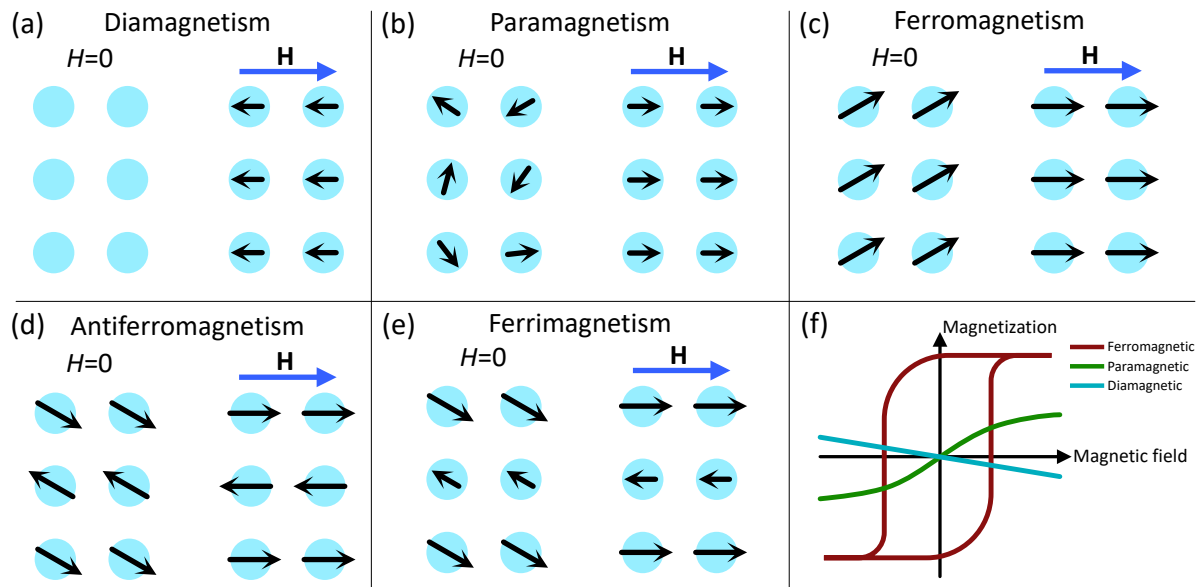 (a) Diamagnetism
H=0
H
(b) Paramagnetism
H=0
H
(c) Ferromagnetism
H=0
H
(d) Antiferromagnetism
H=0
H
(e) Ferrimagnetism
H=0
H
(f)
Magnetization
Ferromagnetic
Paramagnetic
Diamagnetic
Magnetic field